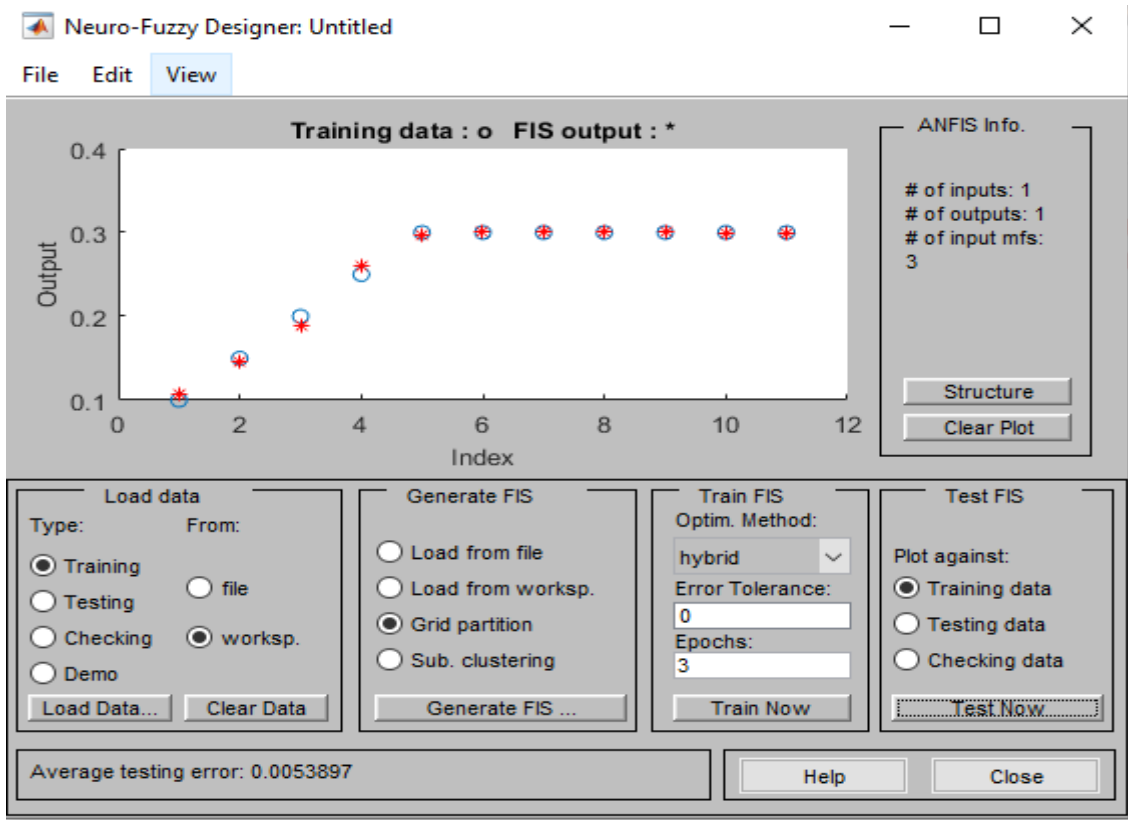 Neuro-Fuzzy Designer: Untitled
File Edit View
Training data : o FIS output : *
0.4
0.3
0.2
0.1
Output
0 2 4 6 8 10 12
Index
ANFIS Info.
# of inputs: 1
# of outputs: 1
# of input mfs:
3
Structure
Clear Plot
Load data
Type: From:
Training
Testing
Checking
Demo
file
worksp.
Load Data... Clear Data
Generate FIS
Load from file
Load from worksp.
Grid partition
Sub. clustering
Generate FIS ...
Train FIS
Optim. Method:
hybrid
Error Tolerance:
0
Epochs:
3
Train Now
Test FIS
Plot against:
Training data
Testing data
Checking data
Test Now
Average testing error: 0.0053897
Help Close